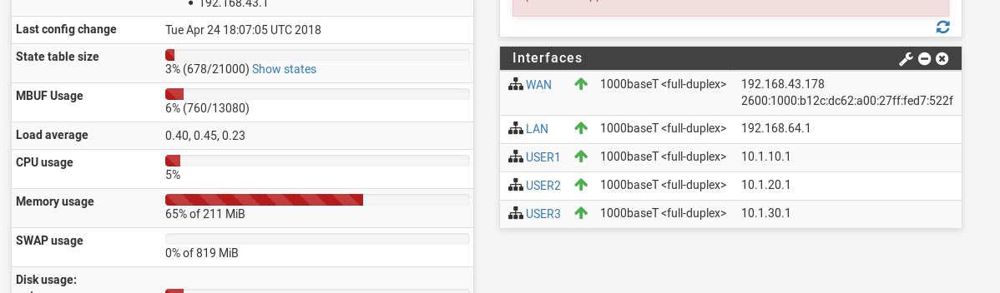 192.168.43.1
Last config change Tue Apr 24 18:07:05 UTC 2018
State table size
3% (678/21000) Show states
MBUF Usage
6% (760/13080)
Load average 0.40, 0.45, 0.23
CPU usage
5%
Memory usage
65% of 211 MiB
SWAP usage
0% of 819 MiB
Disk usage:
Interfaces
WAN 1000baseT <full-duplex> 192.168.43.178
2600:1000:b12c:dc62:a00:27ff:fed7:522f
LAN 1000baseT <full-duplex> 192.168.64.1
USER1 1000baseT <full-duplex> 10.1.10.1
USER2 1000baseT <full-duplex> 10.1.20.1
USER3 1000baseT <full-duplex> 10.1.30.1